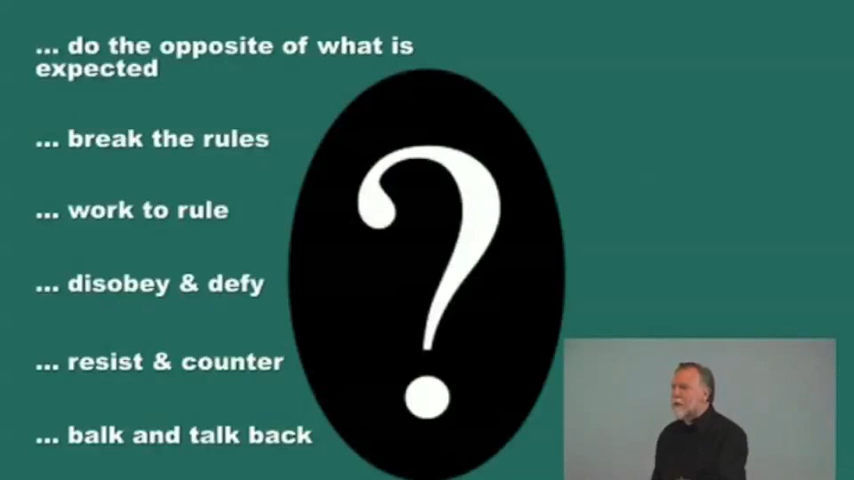 ... do the opposite of what is
expected
... break the rules
... work to rule
... disobey & defy
... resist & counter
... balk and talk back
?